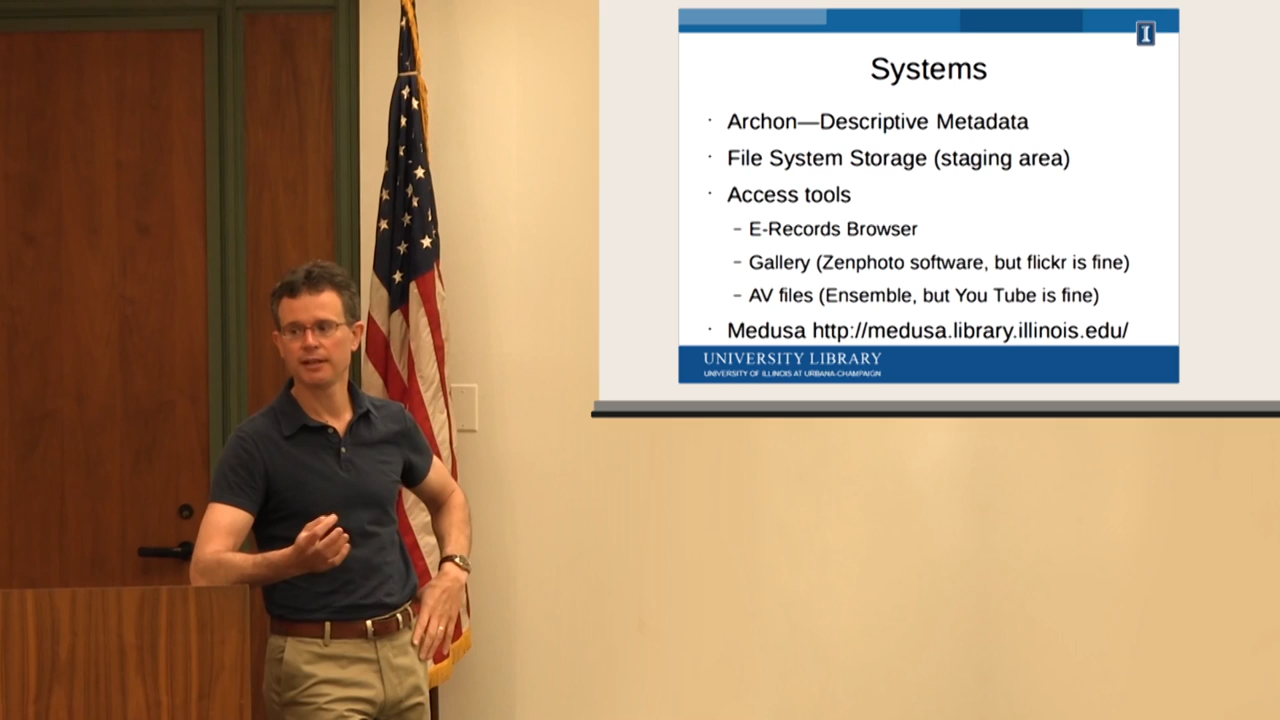 I
Systems
· Archon—Descriptive Metadata
· File System Storage (staging area)
· Access tools
– E-Records Browser
– Gallery (Zenphoto software, but flickr is fine)
– AV files (Ensemble, but You Tube is fine)
· Medusa http://medusa.library.illinois.edu/
UNIVERSITY LIBRARY
UNIVERSITY OF ILLINOIS AT URBANA-CHAMPAIGN